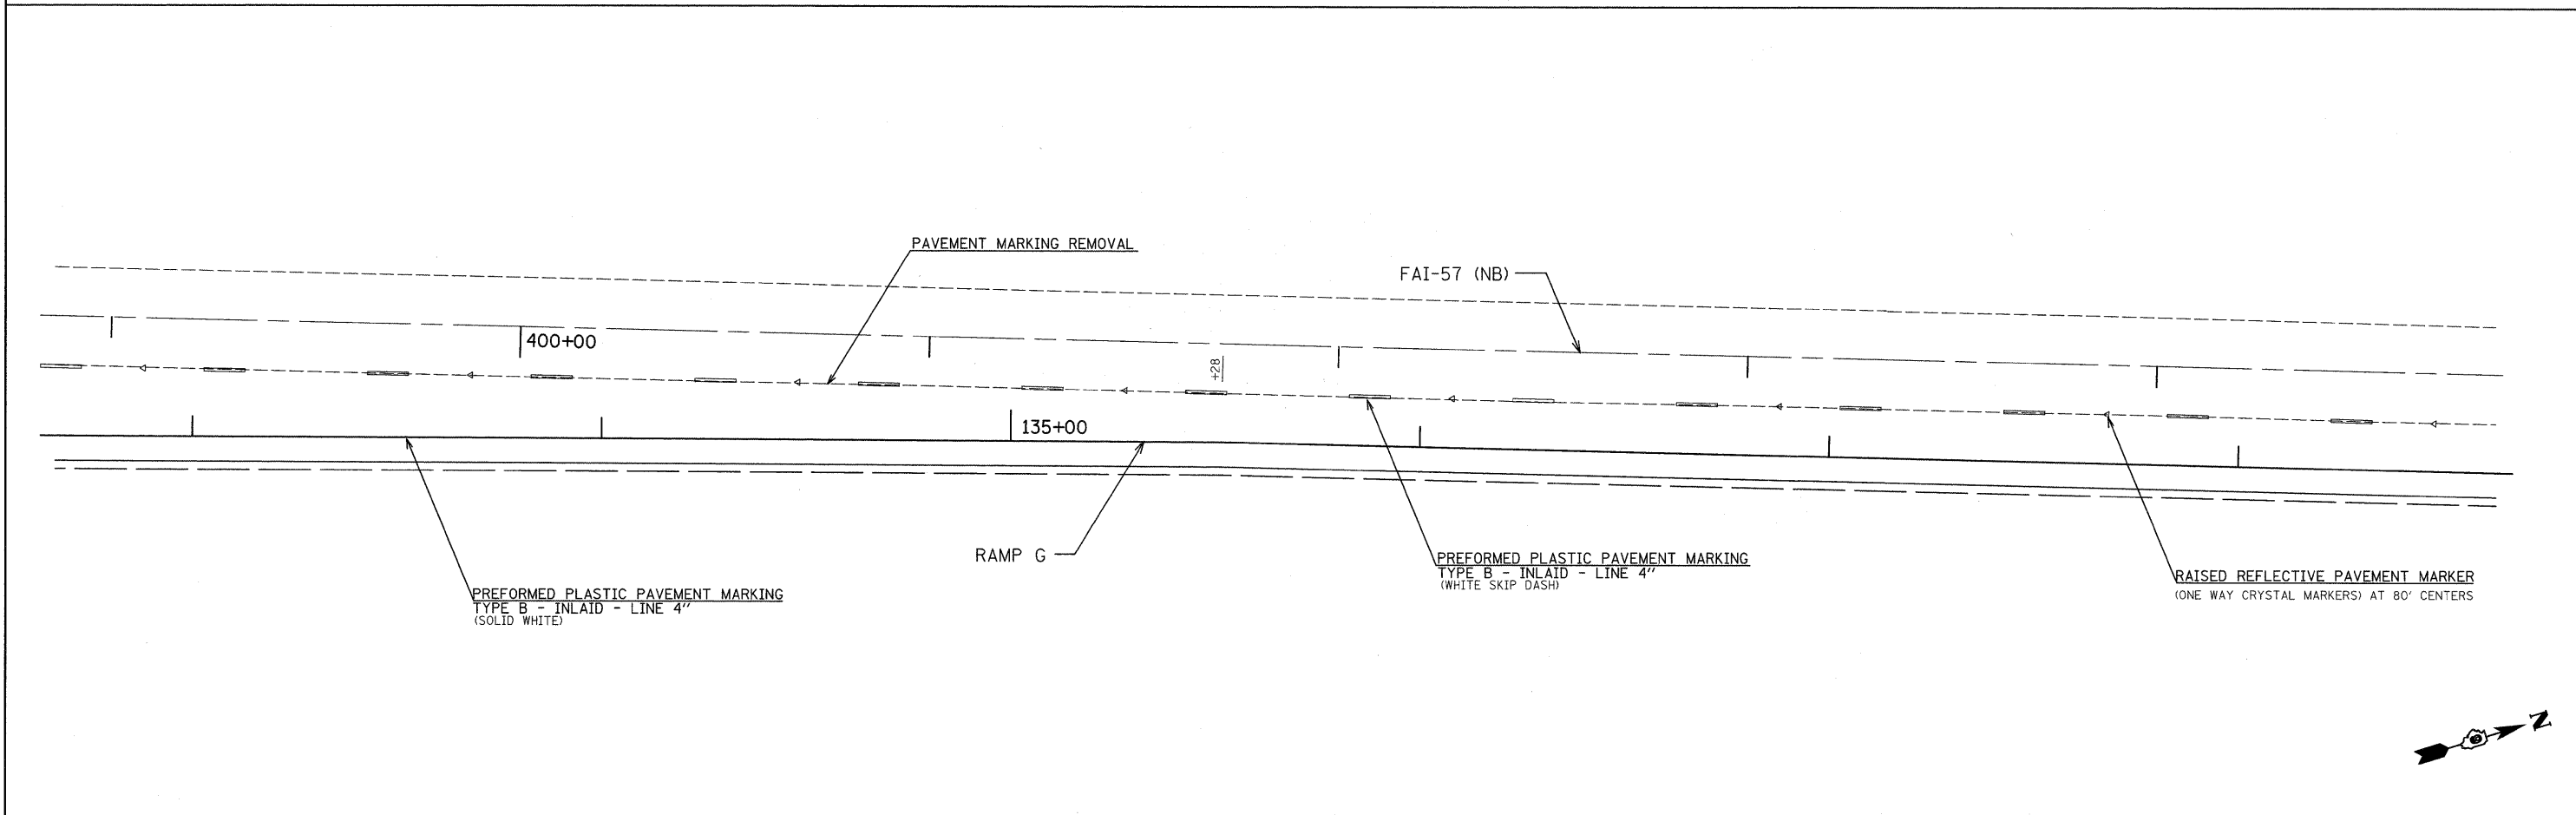 PAVEMENT MARKING REMOVAL
FAI-57 (NB)
400+00
+28
135+00
RAMP G
PREFORMED PLASTIC PAVEMENT MARKING
TYPE B - INLAID - LINE 4"
(WHITE SKIP DASH)
RAISED REFLECTIVE PAVEMENT MARKER
(ONE WAY CRYSTAL MARKERS) AT 80' CENTERS
PREFORMED PLASTIC PAVEMENT MARKING
TYPE B - INLAID - LINE 4"
(SOLID WHITE)
N